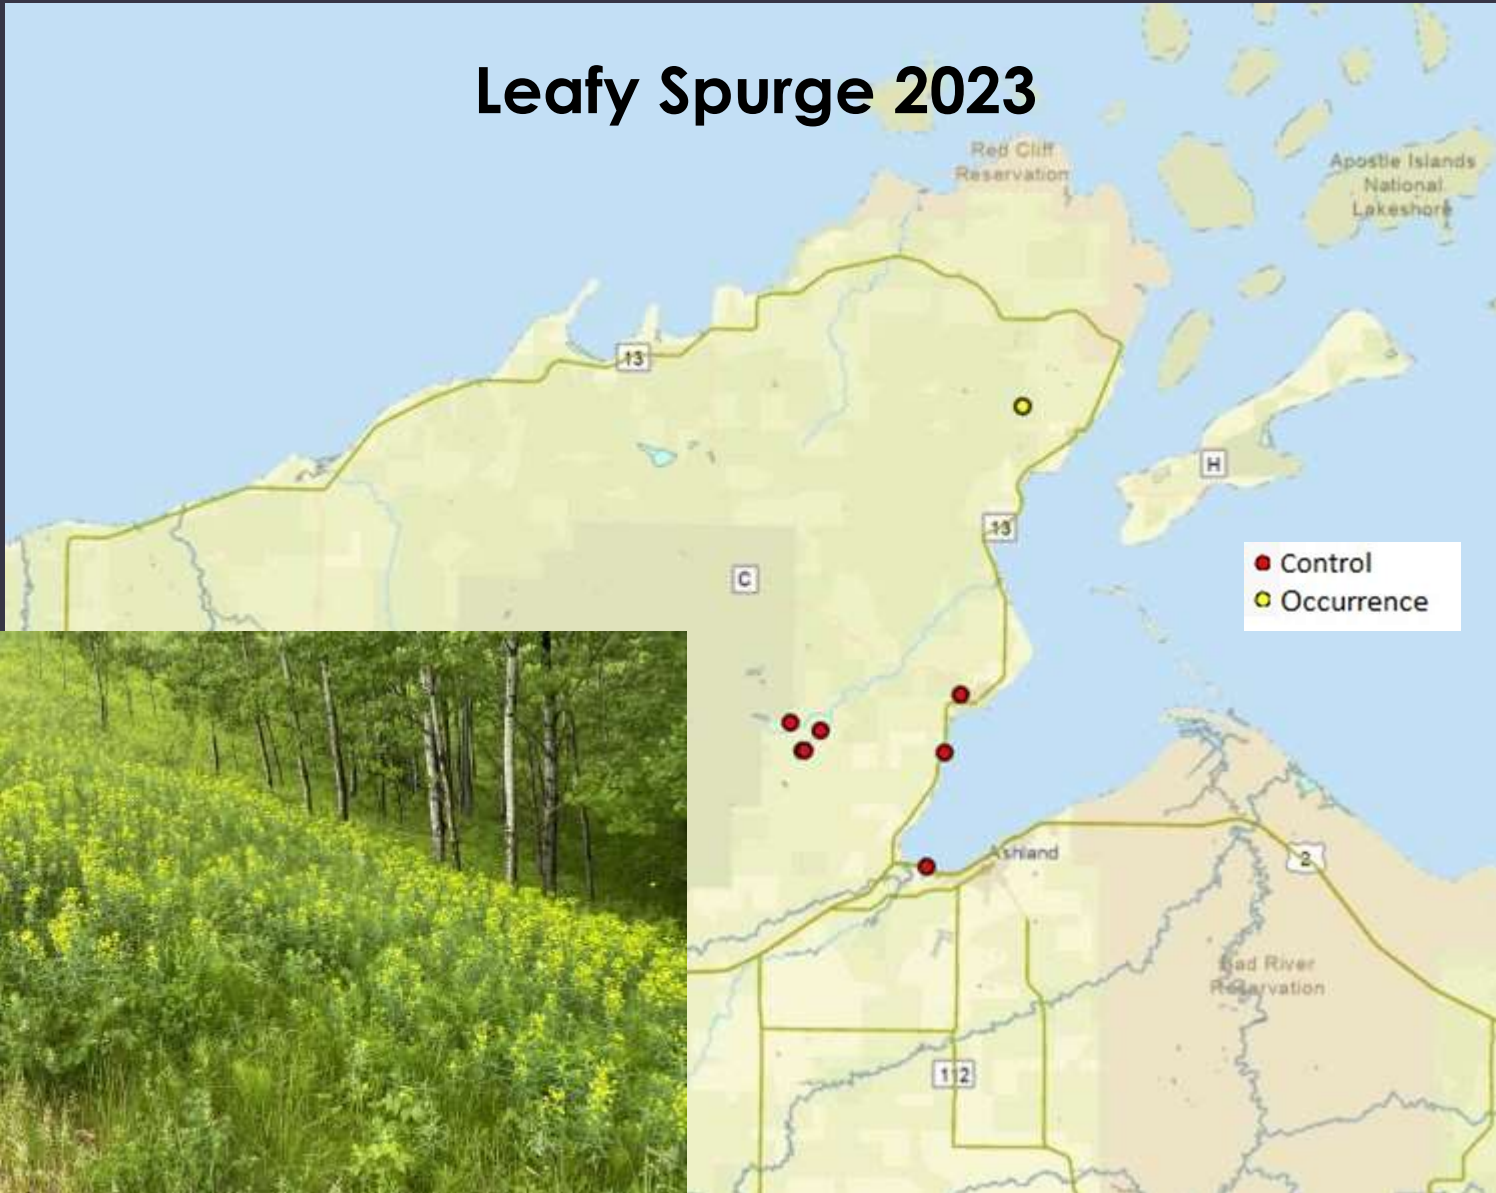 Leafy Spurge 2023
Red Cliff
Reservation
Apostle Islands
National
Lakeshore
13
H
13
C
Control
Occurrence
Ashland
2
Bad River
Reservation
112